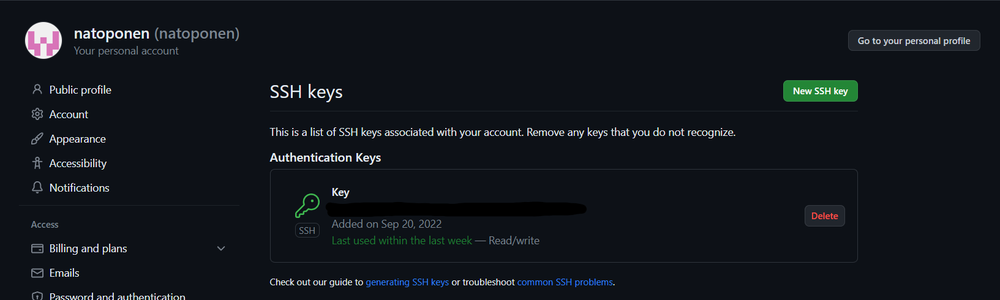 natoponen (natoponen)
Your personal account
Go to your personal profile
Public profile
Account
Appearance
Accessibility
Notifications
Access
Billing and plans
Emails
Password and authentication
SSH keys
New SSH key
This is a list of SSH keys associated with your account. Remove any keys that you do not recognize.
Authentication Keys
Key
SSH
Added on Sep 20, 2022
Last used within the last week — Read/write
Delete
Check out our guide to generating SSH keys or troubleshoot common SSH problems.